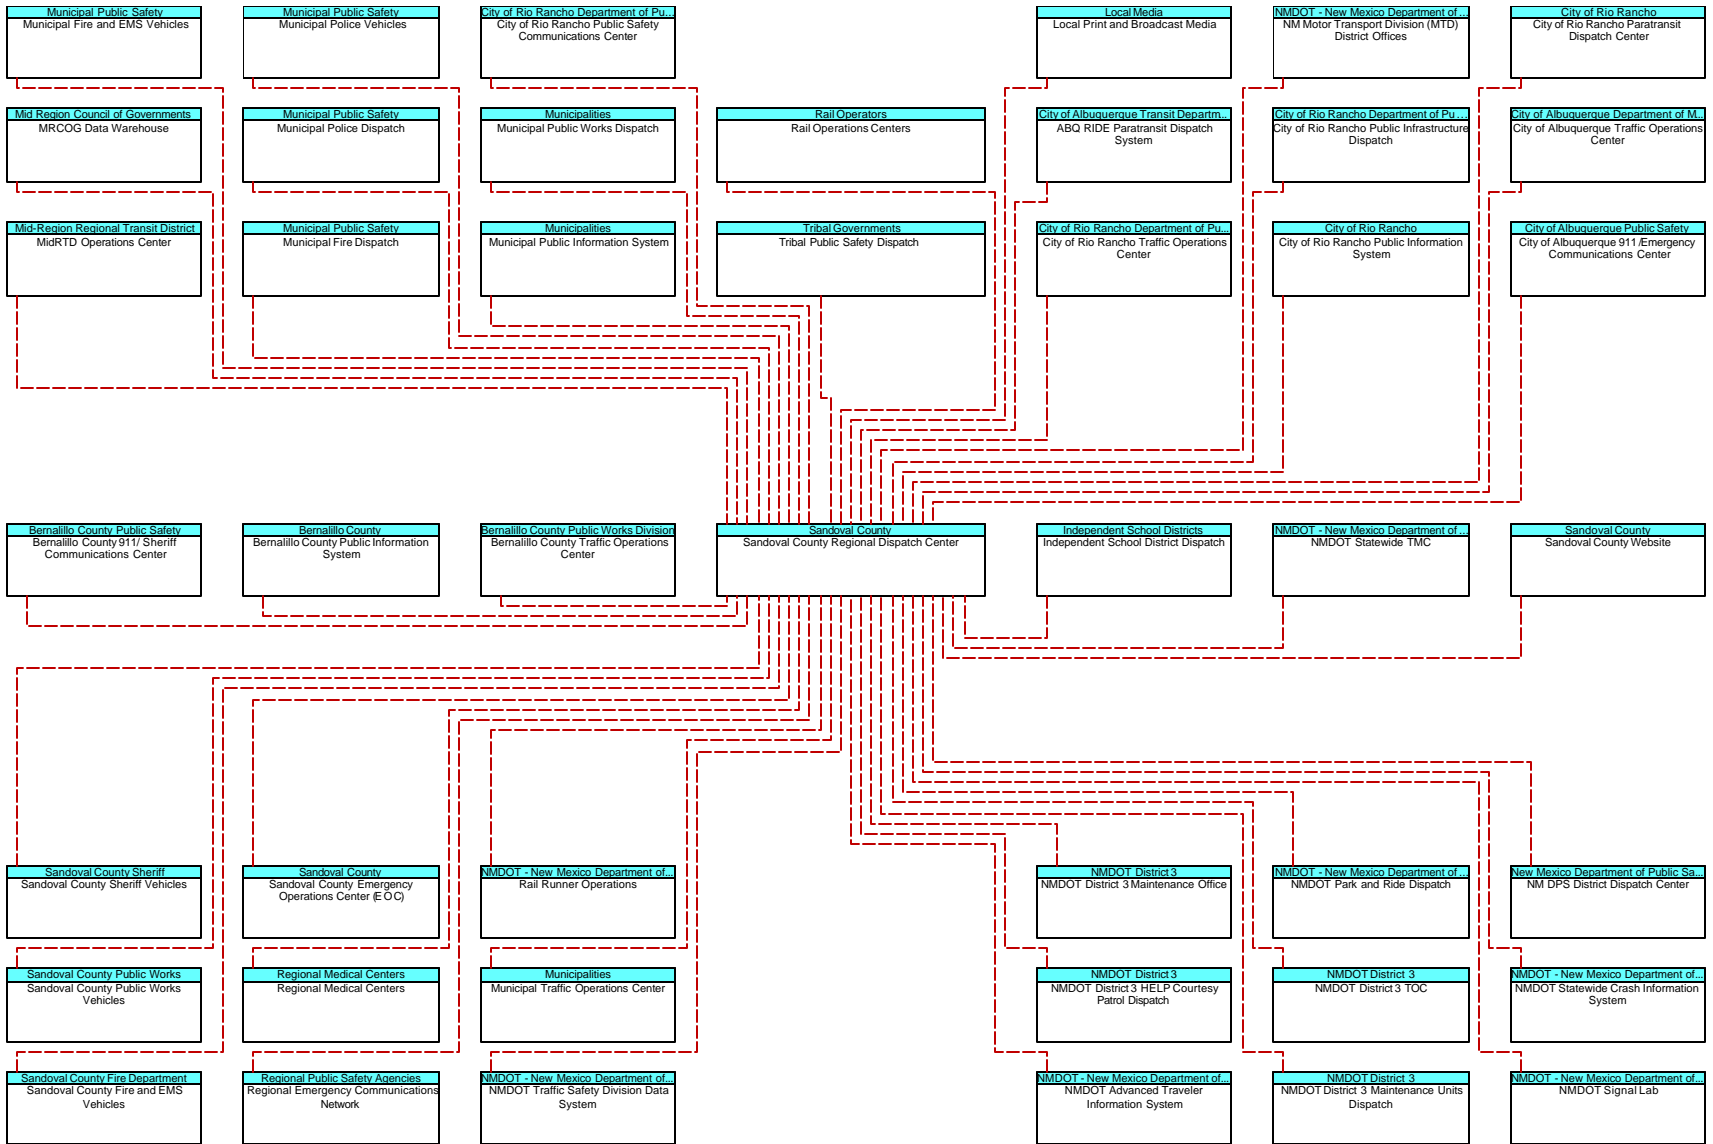 Municipal Public Safety
Municipal Fire and EMS Vehicles
Municipal Public Safety
Municipal Police Vehicles
City of Rio Rancho Department of Pu...
City of Rio Rancho Public Safety
Communications Center
Local Media
Local Print and Broadcast Media
NMDOT - New Mexico Department of ...
NM Motor Transport Division (MTD)
District Offices
City of Rio Rancho
City of Rio Rancho Paratransit
Dispatch Center
Mid Region Council of Governments
MRCOG Data Warehouse
Municipal Public Safety
Municipal Police Dispatch
Municipalities
Municipal Public Works Dispatch
Rail Operators
Rail Operations Centers
City of Albuquerque Transit Departm...
ABQ RIDE Paratransit Dispatch
System
City of Rio Rancho Department of Pu...
City of Rio Rancho Public Infrastructure
Dispatch
City of Albuquerque Department of M...
City of Albuquerque Traffic Operations
Center
Mid-Region Regional Transit District
MidRTD Operations Center
Municipal Public Safety
Municipal Fire Dispatch
Municipalities
Municipal Public Information System
Tribal Governments
Tribal Public Safety Dispatch
City of Rio Rancho Department of Pu...
City of Rio Rancho Traffic Operations
Center
City of Rio Rancho
City of Rio Rancho Public Information
System
City of Albuquerque Public Safety
City of Albuquerque 911/Emergency
Communications Center
Bernalillo County Public Safety
Bernalillo County 911/ Sheriff
Communications Center
Bernalillo County
Bernalillo County Public Information
System
Bernalillo County Public Works Division
Bernalillo County Traffic Operations
Center
Sandoval County
Sandoval County Regional Dispatch Center
Independent School Districts
Independent School District Dispatch
NMDOT - New Mexico Department of ...
NMDOT Statewide TMC
Sandoval County
Sandoval County Website
Sandoval County Sheriff
Sandoval County Sheriff Vehicles
Sandoval County
Sandoval County Emergency
Operations Center (EOC)
NMDOT - New Mexico Department of...
Rail Runner Operations
NMDOT District 3
NMDOT District 3 Maintenance Office
NMDOT - New Mexico Department of ...
NMDOT Park and Ride Dispatch
New Mexico Department of Public Sa...
NM DPS District Dispatch Center
Sandoval County Public Works
Sandoval County Public Works
Vehicles
Regional Medical Centers
Regional Medical Centers
Municipalities
Municipal Traffic Operations Center
NMDOT District 3
NMDOT District 3 HELP Courtesy
Patrol Dispatch
NMDOT District 3
NMDOT District 3 TOC
NMDOT - New Mexico Department of...
NMDOT Statewide Crash Information
System
Sandoval County Fire Department
Sandoval County Fire and EMS
Vehicles
Regional Public Safety Agencies
Regional Emergency Communications
Network
NMDOT - New Mexico Department of...
NMDOT Traffic Safety Division Data
System
NMDOT - New Mexico Department of...
NMDOT Advanced Traveler
Information System
NMDOT District 3
NMDOT District 3 Maintenance Units
Dispatch
NMDOT - New Mexico Department of...
NMDOT Signal Lab